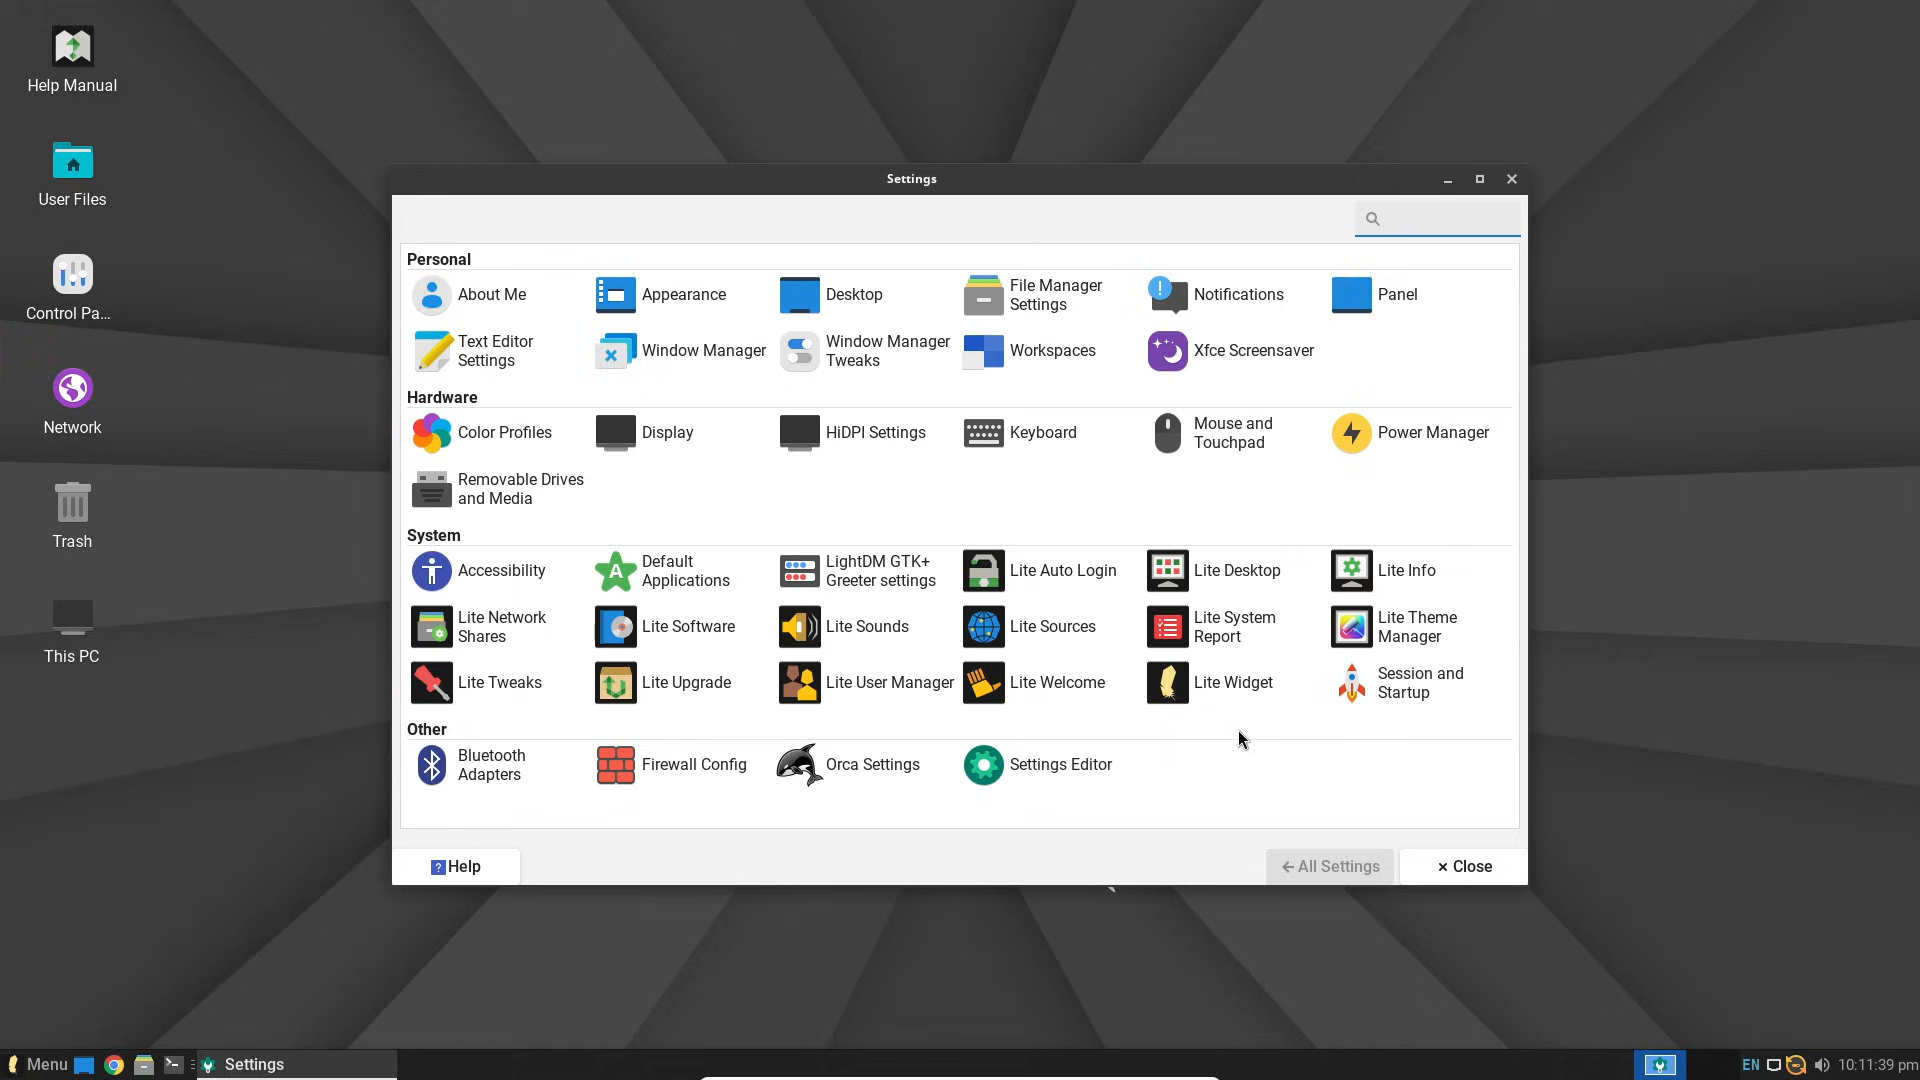 Help Manual
User Files
Control Pa...
Network
Trash
This PC
Settings
Personal
About Me
Appearance
Desktop
File Manager
Settings
Notifications
Panel
Text Editor
Settings
Window Manager
Window Manager
Tweaks
Workspaces
Xfce Screensaver
Hardware
Color Profiles
Display
HiDPI Settings
Keyboard
Mouse and
Touchpad
Power Manager
Removable Drives
and Media
System
Accessibility
Default
Applications
LightDM GTK+
Greeter settings
Lite Auto Login
Lite Desktop
Lite Info
Lite Network
Shares
Lite Software
Lite Sounds
Lite Sources
Lite System
Report
Lite Theme
Manager
Lite Tweaks
Lite Upgrade
Lite User Manager
Lite Welcome
Lite Widget
Session and
Startup
Other
Bluetooth
Adapters
Firewall Config
Orca Settings
Settings Editor
Help
All Settings
Close
Menu
Settings
EN
10:11:39 pm